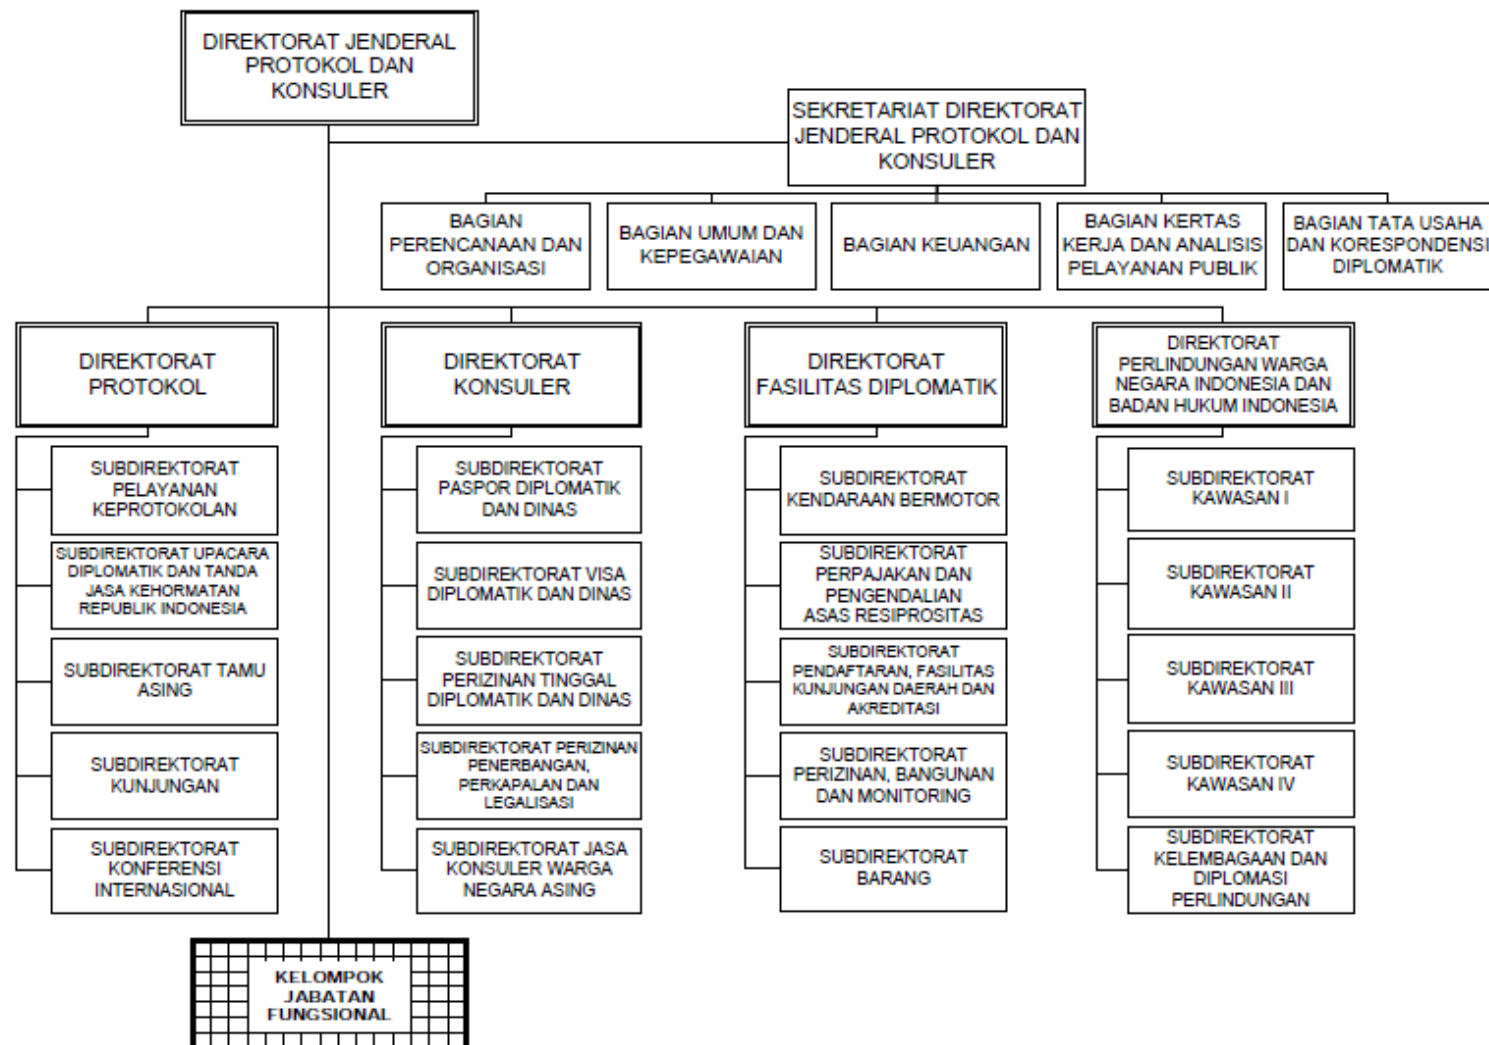 DIREKTORAT JENDERAL
PROTOKOL DAN
KONSULER
SEKRETARIAT DIREKTORAT
JENDERAL PROTOKOL DAN
KONSULER
BAGIAN
PERENCANAAN DAN
ORGANISASI
BAGIAN UMUM DAN
KEPEGAWAIAN
BAGIAN KEUANGAN
BAGIAN KERTAS
KERJA DAN ANALISIS
PELAYANAN PUBLIK
BAGIAN TATA USAHA
DAN KORESPONDENSI
DIPLOMATIK
DIREKTORAT
PROTOKOL
DIREKTORAT
KONSULER
DIREKTORAT
FASILITAS DIPLOMATIK
DIREKTORAT
PERLINDUNGAN WARGA
NEGARA INDONESIA DAN
BADAN HUKUM INDONESIA
SUBDIREKTORAT
PELAYANAN
KEPROTOKOLAN
SUBDIREKTORAT UPACARA
DIPLOMATIK DAN TANDA
JASA KEHORMATAN
REPUBLIK INDONESIA
SUBDIREKTORAT TAMU
ASING
SUBDIREKTORAT
KUNJUNGAN
SUBDIREKTORAT
KONFERENSI
INTERNASIONAL
SUBDIREKTORAT
PASPOR DIPLOMATIK
DAN DINAS
SUBDIREKTORAT VISA
DIPLOMATIK DAN DINAS
SUBDIREKTORAT
PERIZINAN TINGGAL
DIPLOMATIK DAN DINAS
SUBDIREKTORAT PERIZINAN
PENERBANGAN,
PERKAPALAN DAN
LEGALISASI
SUBDIREKTORAT JASA
KONSULER WARGA
NEGARA ASING
SUBDIREKTORAT
KENDARAAN BERMOTOR
SUBDIREKTORAT
PERPAJAKAN DAN
PENGENDALIAN
ASAS RESIPROSITAS
SUBDIREKTORAT
PENDAFTARAN, FASILITAS
KUNJUNGAN DAERAH DAN
AKREDITASI
SUBDIREKTORAT
PERIZINAN, BANGUNAN
DAN MONITORING
SUBDIREKTORAT
BARANG
SUBDIREKTORAT
KAWASAN I
SUBDIREKTORAT
KAWASAN II
SUBDIREKTORAT
KAWASAN III
SUBDIREKTORAT
KAWASAN IV
SUBDIREKTORAT
KELEMBAGAAN DAN
DIPLOMASI
PERLINDUNGAN
KELOMPOK
JABATAN
FUNGSIONAL